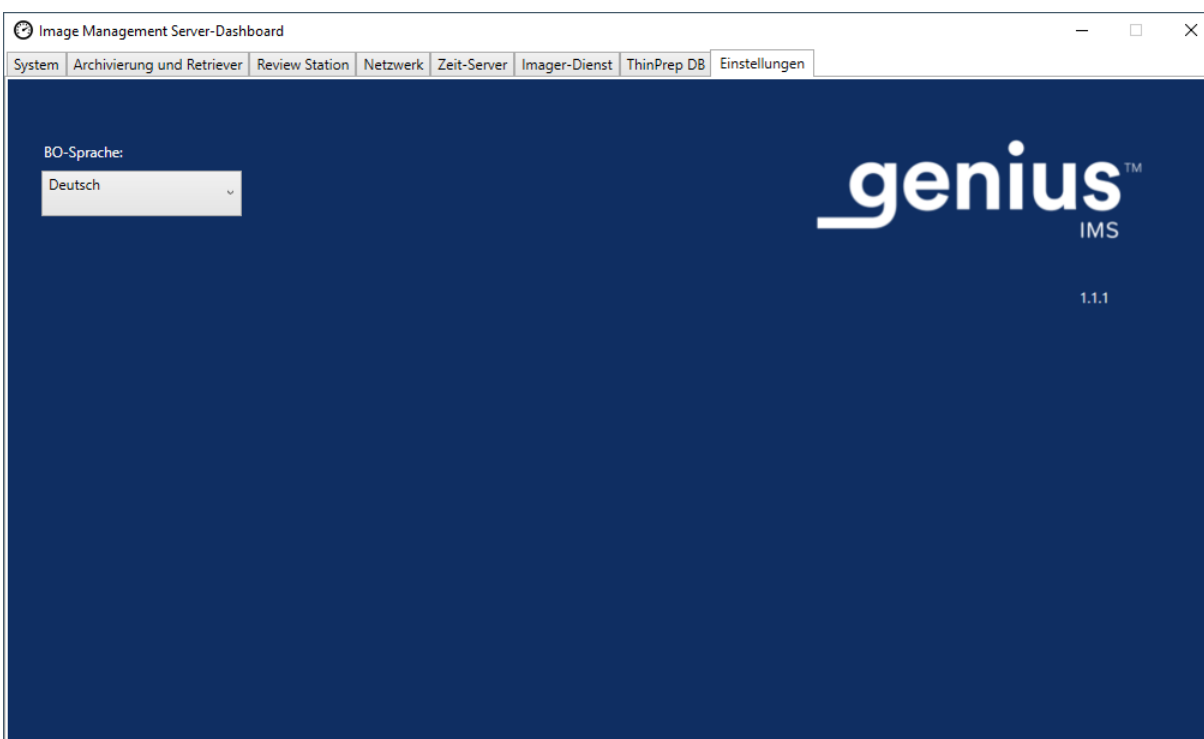 Image Management Server-Dashboard
System Archivierung und Retriever Review Station Netzwerk Zeit-Server Imager-Dienst ThinPrep DB Einstellungen
BO-Sprache:
Deutsch
genius™
IMS
1.1.1